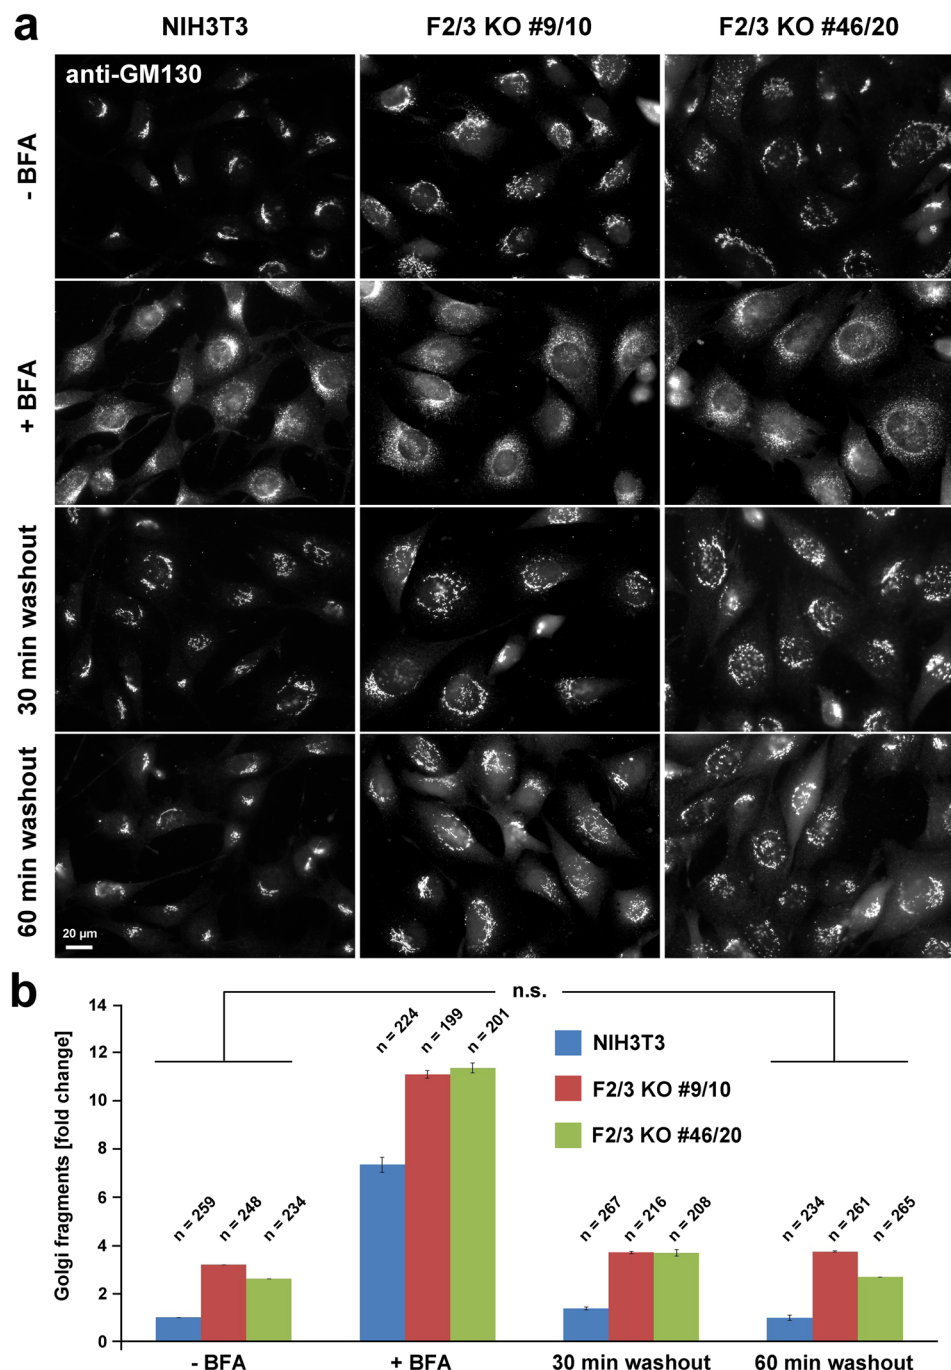 a
NIH3T3
F2/3 KO #9/10
F2/3 KO #46/20
anti-GM130
- BFA
+ BFA
30 min washout
60 min washout
20 µm
b
n.s.
Golgi fragments [fold change]
14
12
10
8
6
4
2
0
n = 259
n = 248
n = 234
n = 224
n = 199
n = 201
n = 267
n = 216
n = 208
n = 234
n = 261
n = 265
NIH3T3
F2/3 KO #9/10
F2/3 KO #46/20
- BFA
+ BFA
30 min washout
60 min washout